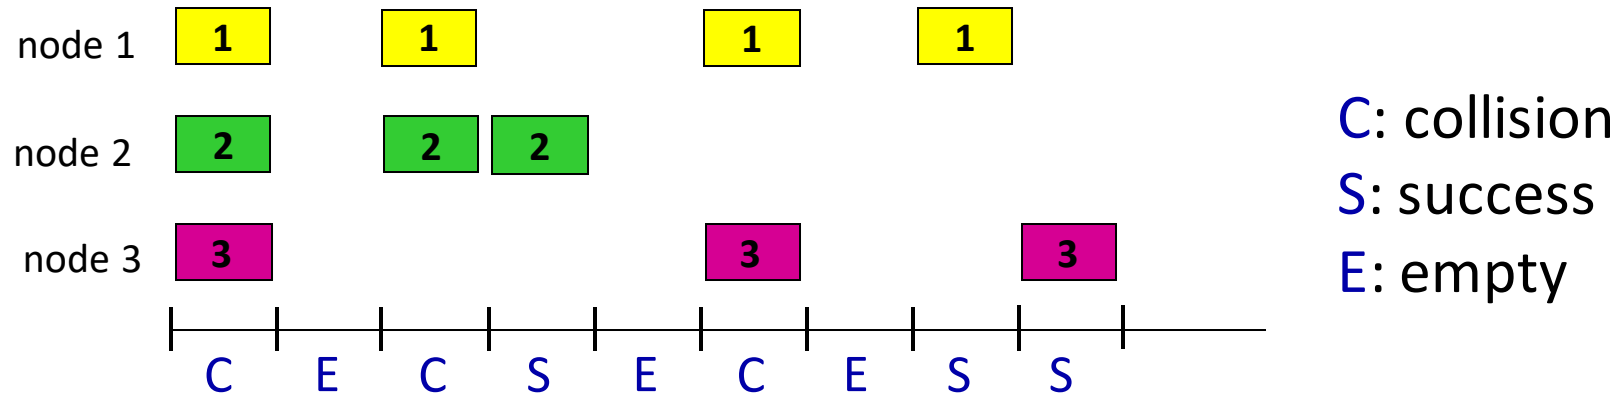 node 1 1 1 1 1
node 2 2 2 2
node 3 3 3 3
C E C S E C E S S
C: collision
S: success
E: empty